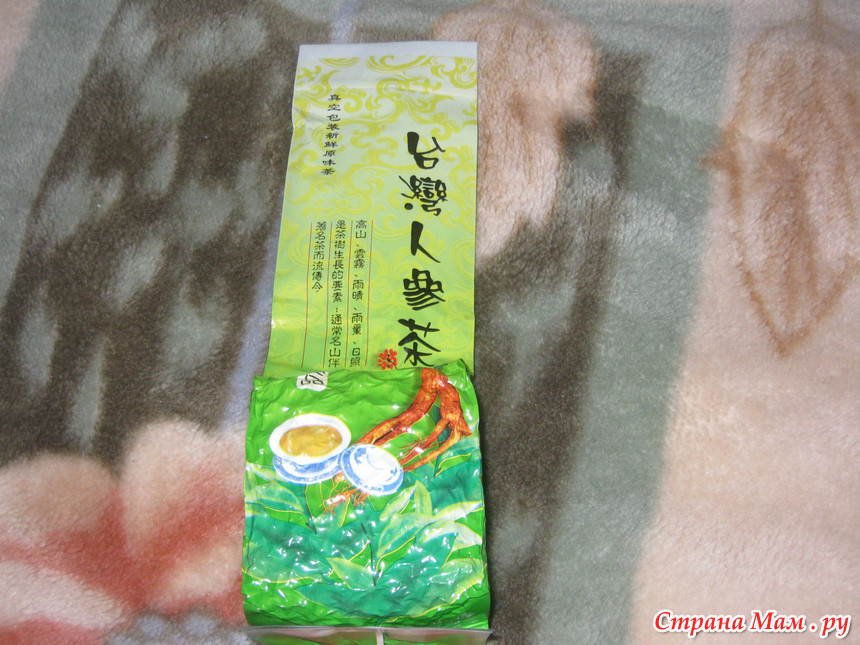 台灣人參茶
真空包裝新鮮原味茶
高山、雲霧、雨晴、雨量、日照
是茶樹生長的要素；通常名山伴
著名茶而流傳今
Страна Мам.ру